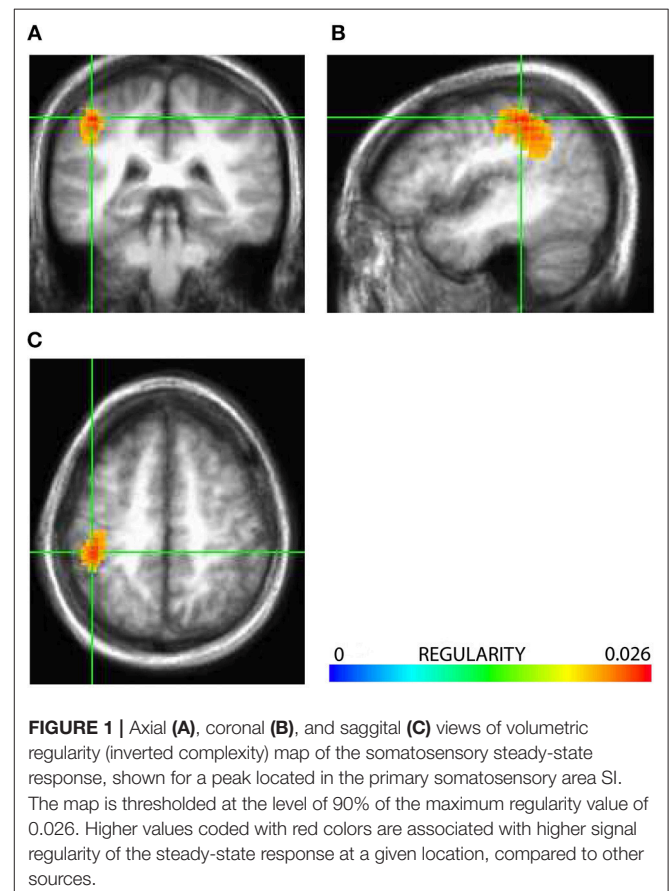 A
B
C
0 REGULARITY 0.026
FIGURE 1 | Axial (A), coronal (B), and saggital (C) views of volumetric
regularity (inverted complexity) map of the somatosensory steady-state
response, shown for a peak located in the primary somatosensory area SI.
The map is thresholded at the level of 90% of the maximum regularity value of
0.026. Higher values coded with red colors are associated with higher signal
regularity of the steady-state response at a given location, compared to other
sources.